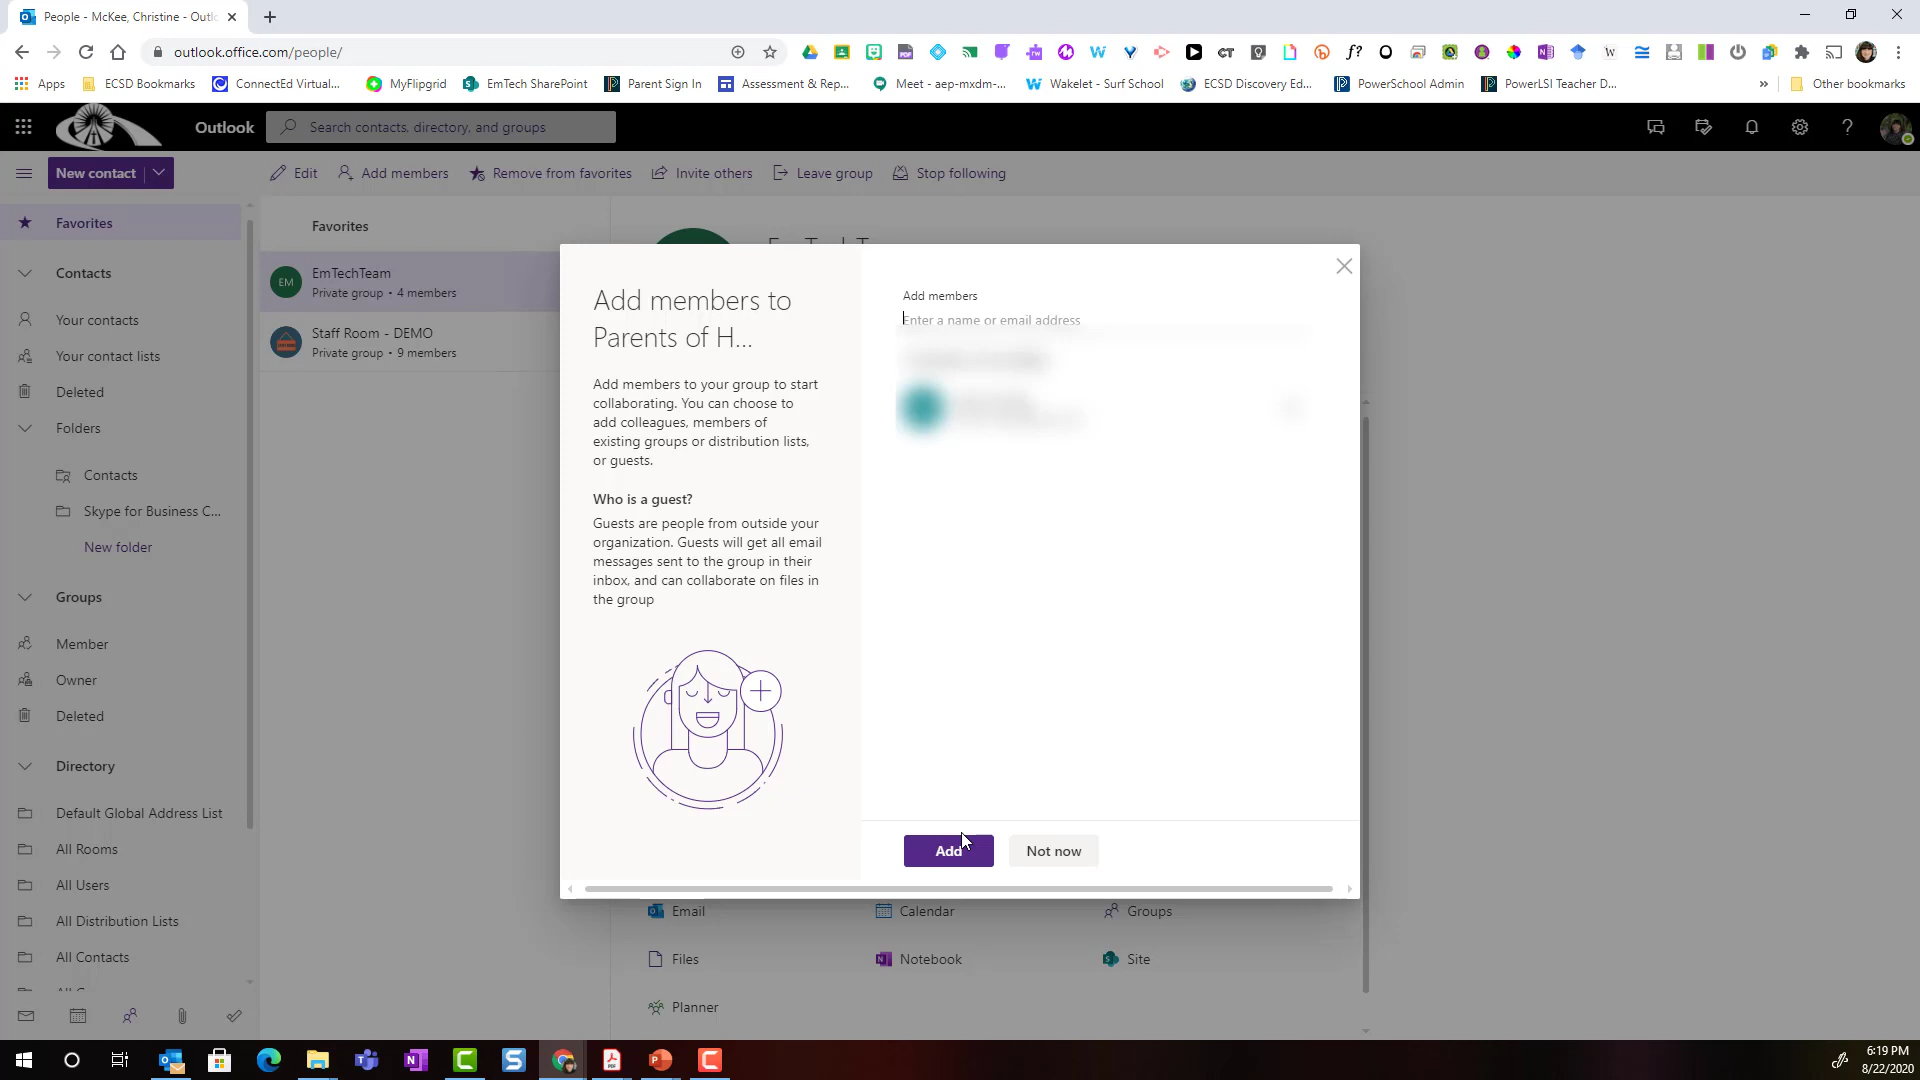 People - McKee, Christine - Outl
outlook.office.com/people/
Apps
ECSD Bookmarks
ConnectEd Virtual...
MyFlipgrid
EmTech SharePoint
Parent Sign In
Assessment & Rep...
Meet - aep-mxdm-...
Wakelet - Surf School
ECSD Discovery Ed...
PowerSchool Admin
PowerLSI Teacher D...
»
Other bookmarks
Outlook
Search contacts, directory, and groups
New contact
Edit
Add members
Remove from favorites
Invite others
Leave group
Stop following
Favorites
Contacts
Your contacts
Your contact lists
Deleted
Folders
Contacts
Skype for Business C...
New folder
Groups
Member
Owner
Deleted
Directory
Default Global Address List
All Rooms
All Users
All Distribution Lists
All Contacts
Favorites
EM
EmTechTeam
Private group • 4 members
Staff Room - DEMO
Private group • 9 members
Add members to
Parents of H...
Add members to your group to start
collaborating. You can choose to
add colleagues, members of
existing groups or distribution lists,
or guests.
Who is a guest?
Guests are people from outside your
organization. Guests will get all email
messages sent to the group in their
inbox, and can collaborate on files in
the group
Add members
Enter a name or email address
Add
Not now
Email
Calendar
Groups
Files
Notebook
Site
Planner
6:19 PM
8/22/2020